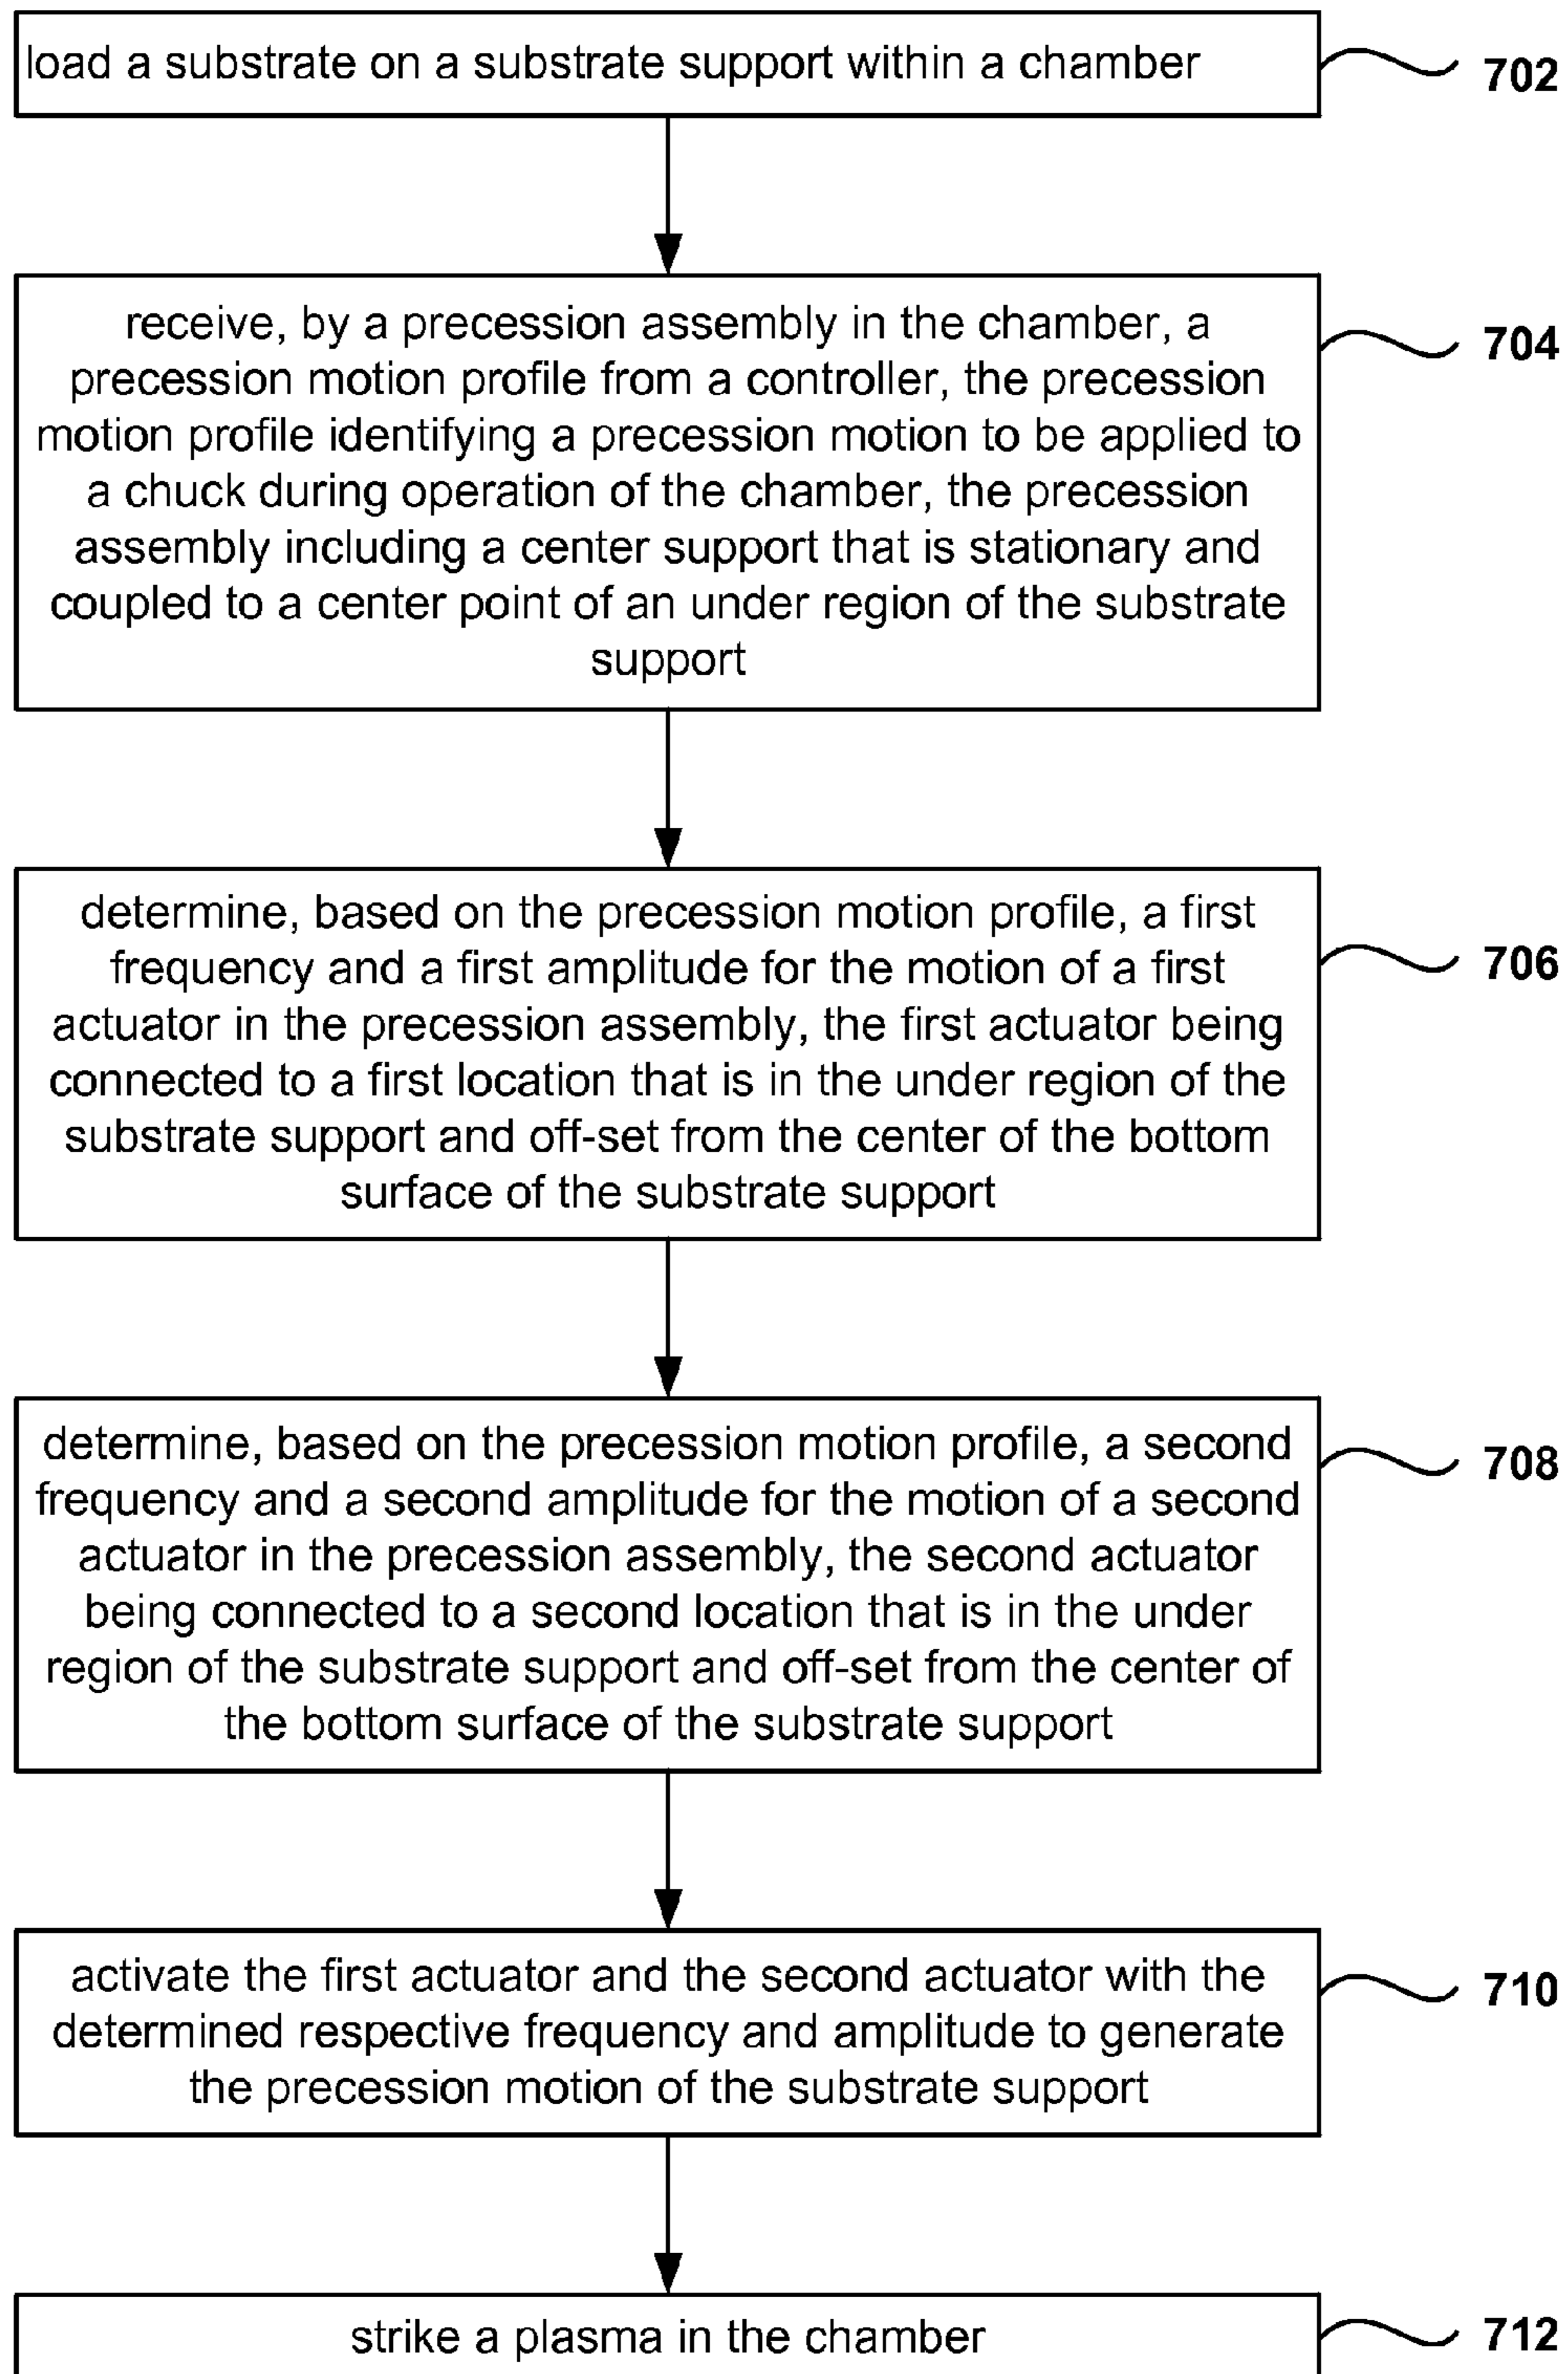 load a substrate on a substrate support within a chamber
702
receive, by a precession assembly in the chamber, a
precession motion profile from a controller, the precession
motion profile identifying a precession motion to be applied to
a chuck during operation of the chamber, the precession
assembly including a center support that is stationary and
coupled to a center point of an under region of the substrate
support
704
determine, based on the precession motion profile, a first
frequency and a first amplitude for the motion of a first
actuator in the precession assembly, the first actuator being
connected to a first location that is in the under region of the
substrate support and off-set from the center of the bottom
surface of the substrate support
706
determine, based on the precession motion profile, a second
frequency and a second amplitude for the motion of a second
actuator in the precession assembly, the second actuator
being connected to a second location that is in the under
region of the substrate support and off-set from the center of
the bottom surface of the substrate support
708
activate the first actuator and the second actuator with the
determined respective frequency and amplitude to generate
the precession motion of the substrate support
710
strike a plasma in the chamber
712